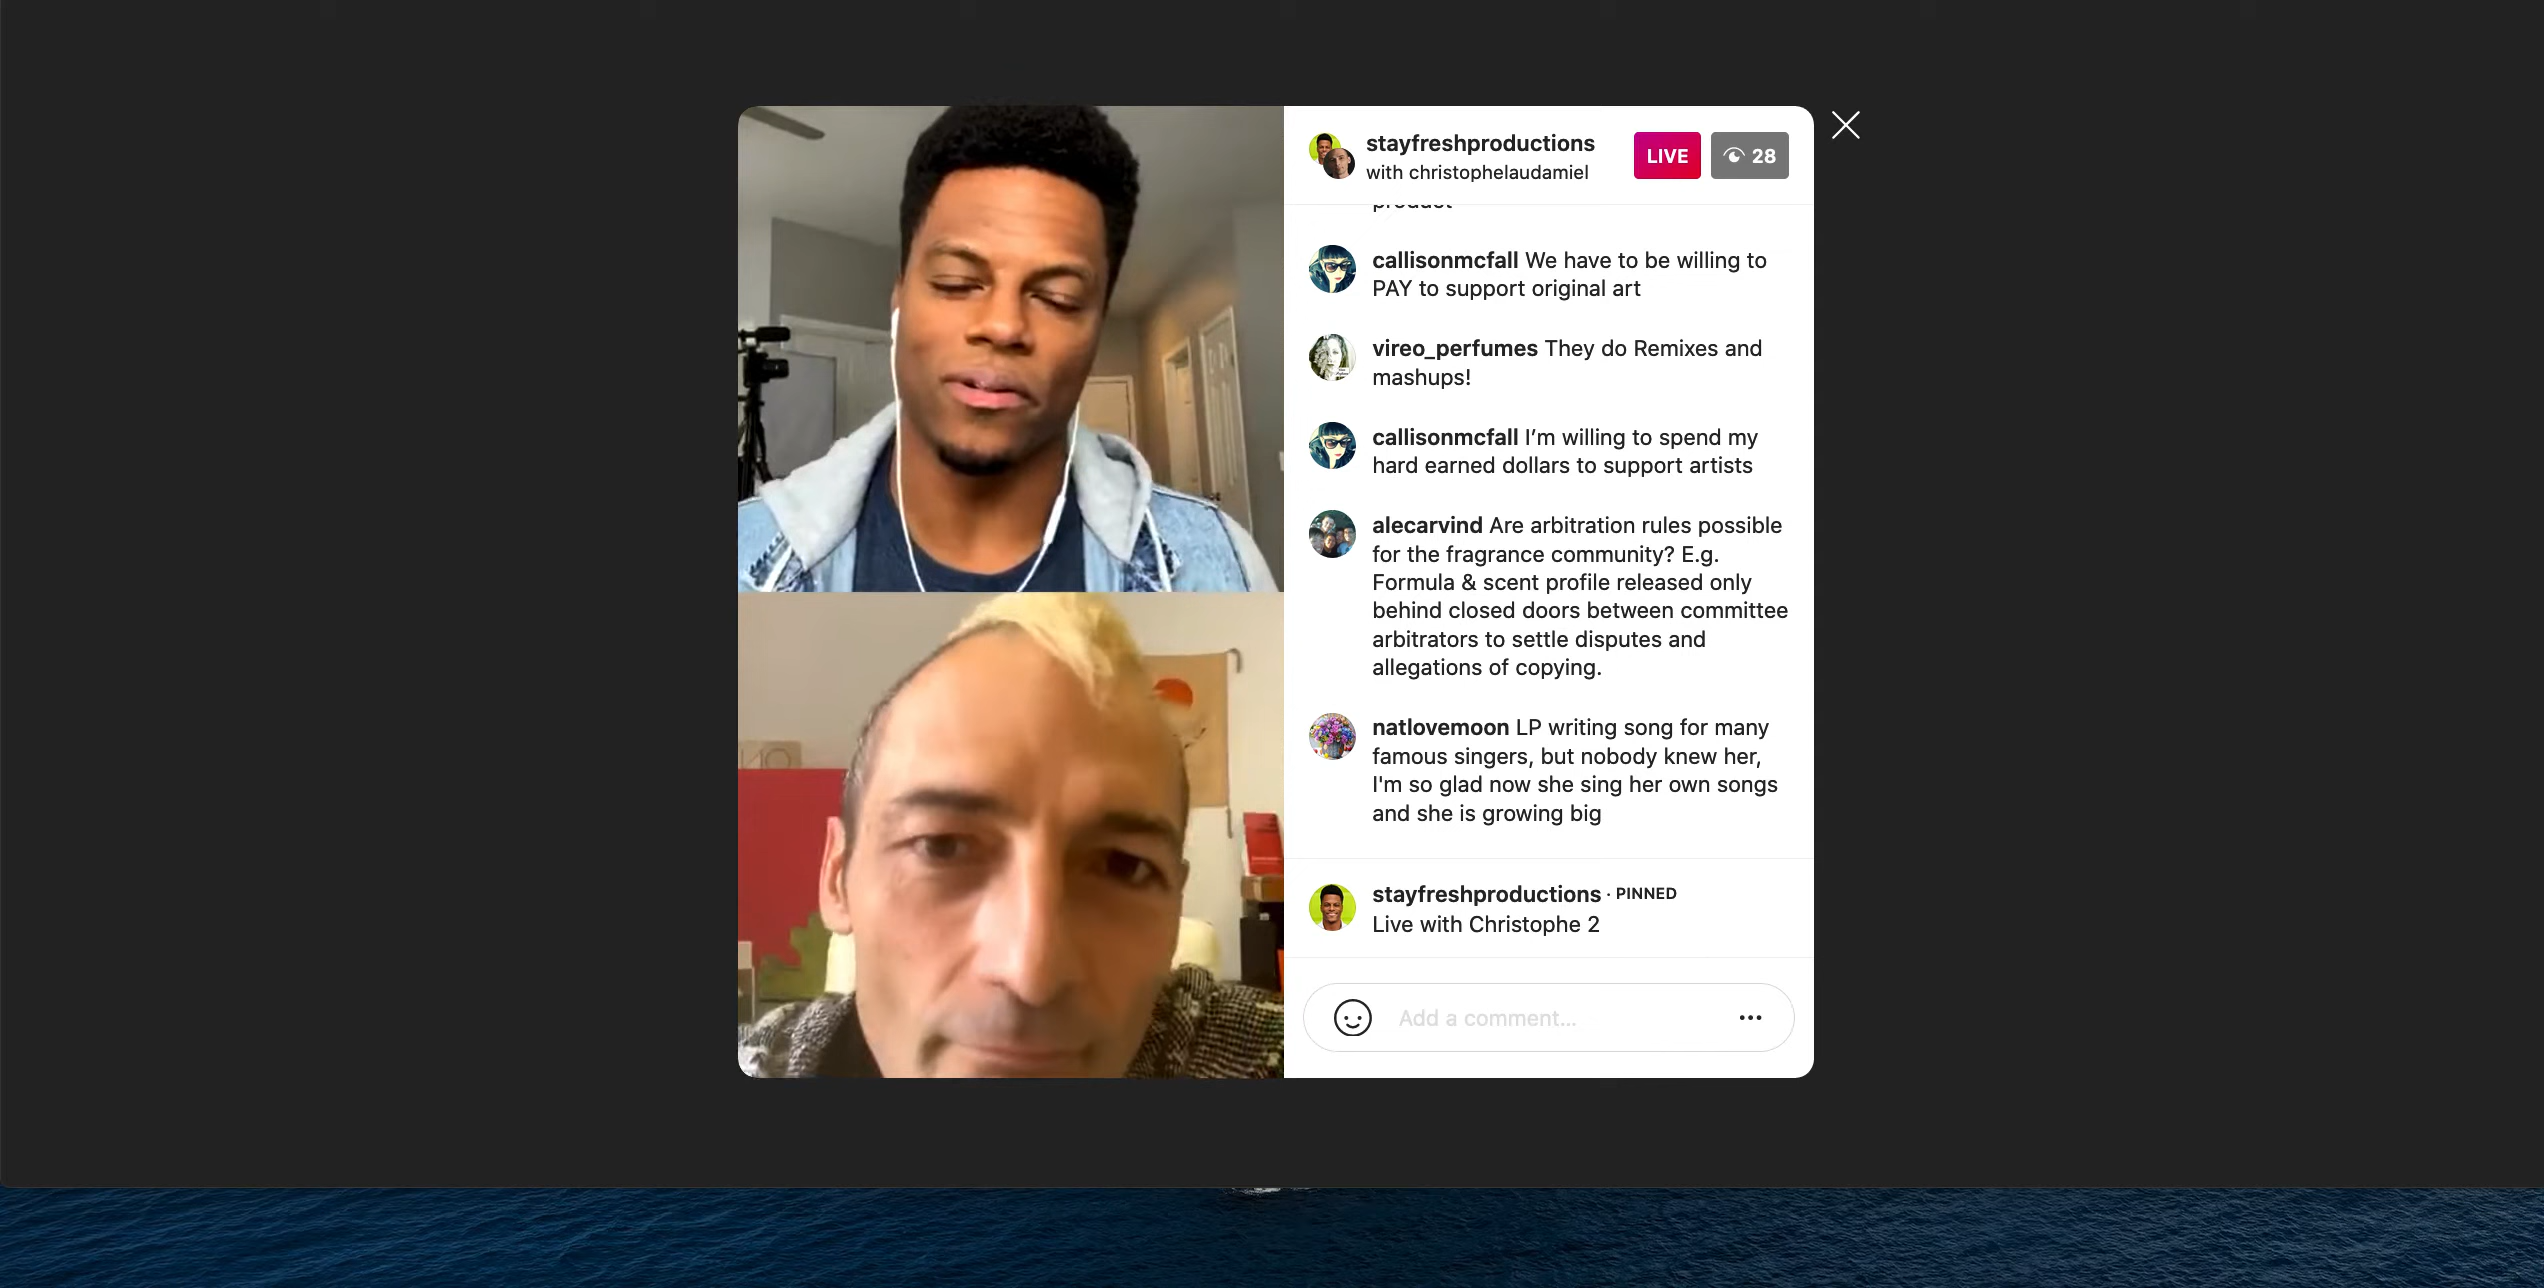 stayfreshproductions
with christophelaudamiel
LIVE
28
product
callisonmcfall We have to be willing to
PAY to support original art
vireo_perfumes They do Remixes and
mashups!
callisonmcfall I’m willing to spend my
hard earned dollars to support artists
alecarvind Are arbitration rules possible
for the fragrance community? E.g.
Formula & scent profile released only
behind closed doors between committee
arbitrators to settle disputes and
allegations of copying.
natlovemoon LP writing song for many
famous singers, but nobody knew her,
I'm so glad now she sing her own songs
and she is growing big
stayfreshproductions · PINNED
Live with Christophe 2
Add a comment...